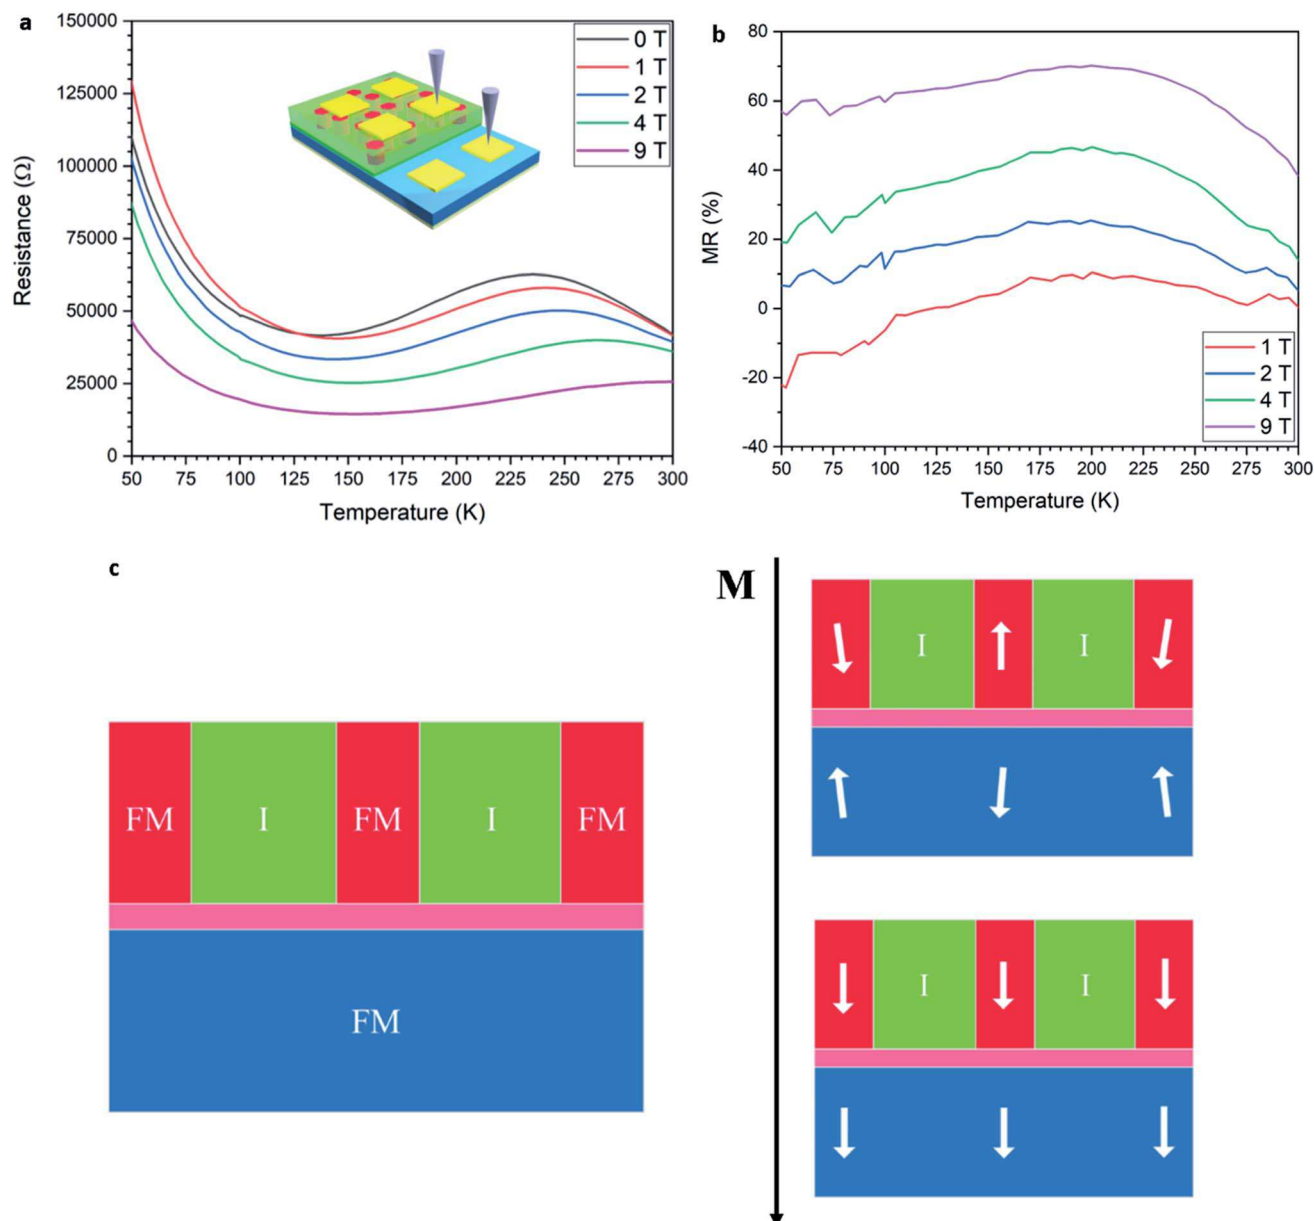 a
150000
125000
100000
75000
50000
25000
0
Resistance (Ω)
50 75 100 125 150 175 200 225 250 275 300
Temperature (K)
0 T
1 T
2 T
4 T
9 T
b
80
60
40
20
0
-20
-40
MR (%)
50 75 100 125 150 175 200 225 250 275 300
Temperature (K)
1 T
2 T
4 T
9 T
c
FM I FM I FM
FM
M
I I
I I